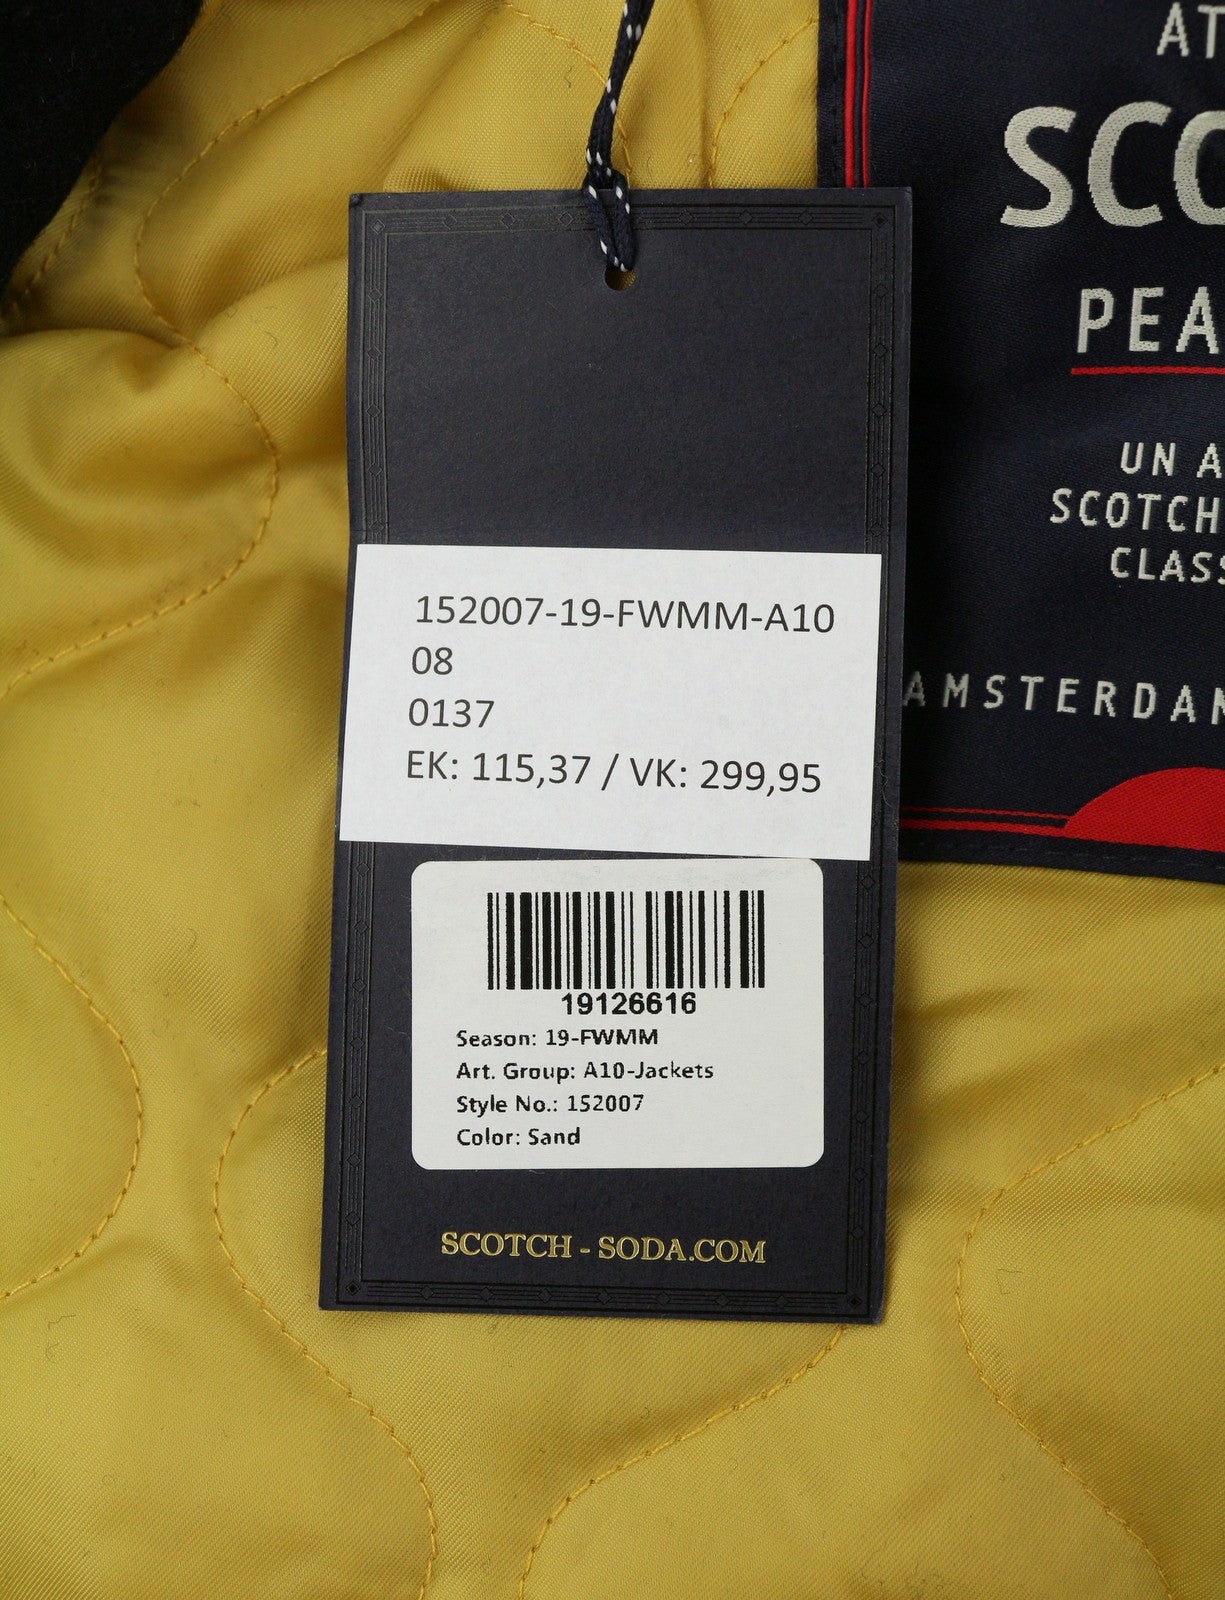 AT
SCO
PEA
UN A
SCOTCH
CLASS
AMSTERDAM
152007-19-FWMM-A10
08
0137
EK: 115,37 / VK: 299,95
19126616
Season: 19-FWMM
Art. Group: A10-Jackets
Style No.: 152007
Color: Sand
SCOTCH - SODA.COM